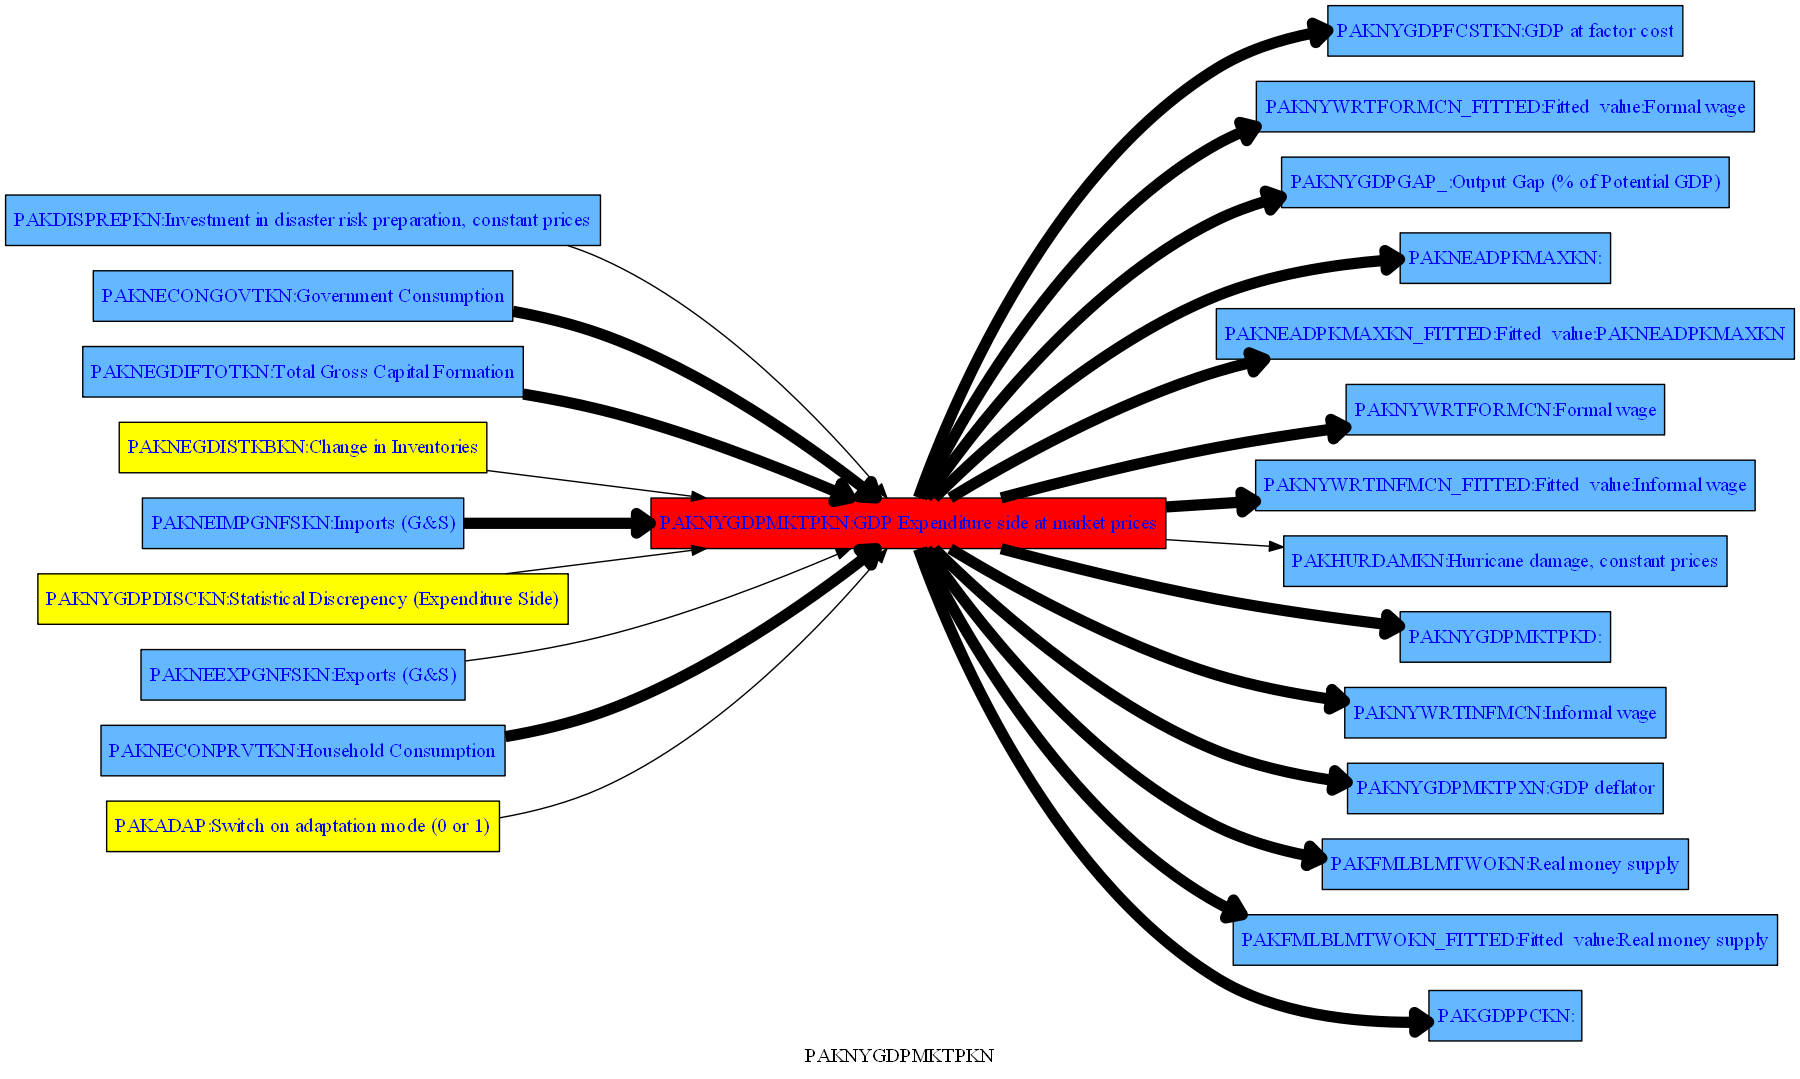 PAKDISPREPKN:Investment in disaster risk preparation, constant prices
PAKNECONGOVTKN:Government Consumption
PAKNEGDIFTOTKN:Total Gross Capital Formation
PAKNEGDISTKBKN:Change in Inventories
PAKNEIMPGNFSKN:Imports (G&S)
PAKNYGDPDISCKN:Statistical Discrepency (Expenditure Side)
PAKNEEXPGNFSKN:Exports (G&S)
PAKNECONPRVTKN:Household Consumption
PAKADAP:Switch on adaptation mode (0 or 1)
PAKNYGDPMKTPKN:GDP Expenditure side at market prices
PAKNYGDPFCSTKN:GDP at factor cost
PAKNYWRTFORMCN_FITTED:Fitted value:Formal wage
PAKNYGDPGAP_:Output Gap (% of Potential GDP)
PAKNEADPKMAXKN:
PAKNEADPKMAXKN_FITTED:Fitted value:PAKNEADPKMAXKN
PAKNYWRTFORMCN:Formal wage
PAKNYWRTINFMCN_FITTED:Fitted value:Informal wage
PAKHURDAMKN:Hurricane damage, constant prices
PAKNYGDPMKTPKD:
PAKNYWRTINFMCN:Informal wage
PAKNYGDPMKTPXN:GDP deflator
PAKFMLBLMTWOKN:Real money supply
PAKFMLBLMTWOKN_FITTED:Fitted value:Real money supply
PAKGDPPCKN:
PAKNYGDPMKTPKN